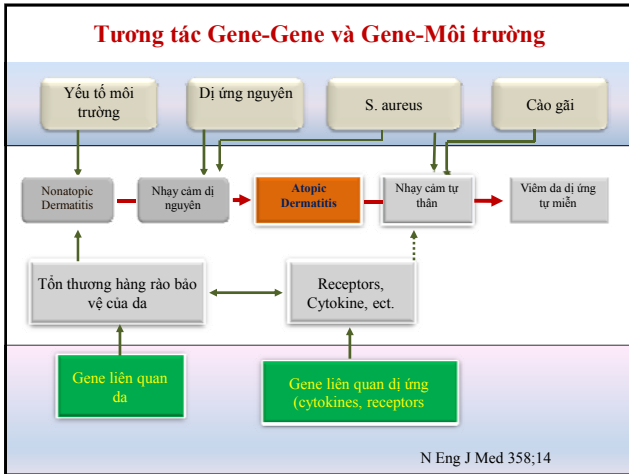 Tương tác Gene-Gene và Gene-Môi trường
Yếu tố môi
trường
Dị ứng nguyên
S. aureus
Cào gãi
Nonatopic
Dermatitis
Nhạy cảm dị
nguyên
Atopic
Dermatitis
Nhạy cảm tự
thân
Viêm da dị ứng
tự miễn
Tổn thương hàng rào bảo
vệ của da
Receptors,
Cytokine, ect.
Gene liên quan
da
Gene liên quan dị ứng
(cytokines, receptors
N Eng J Med 358;14